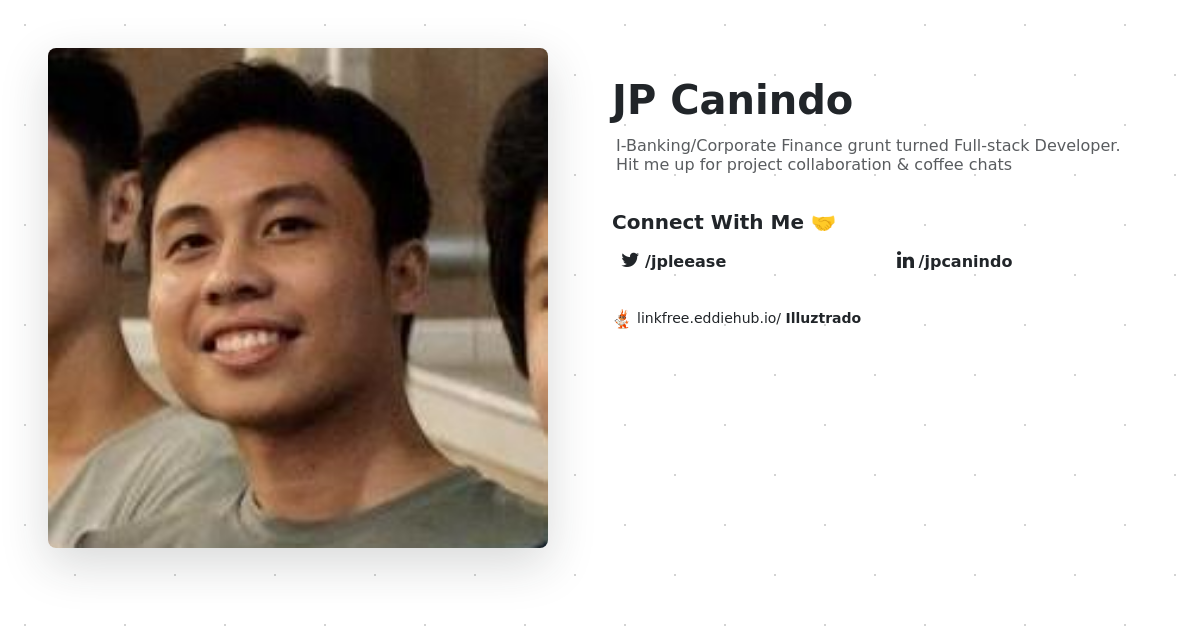 JP Canindo
I-Banking/Corporate Finance grunt turned Full-stack Developer.
Hit me up for project collaboration & coffee chats
Connect With Me 🤝
/jpleease
/jpcanindo
linkfree.eddiehub.io/ Illuztrado